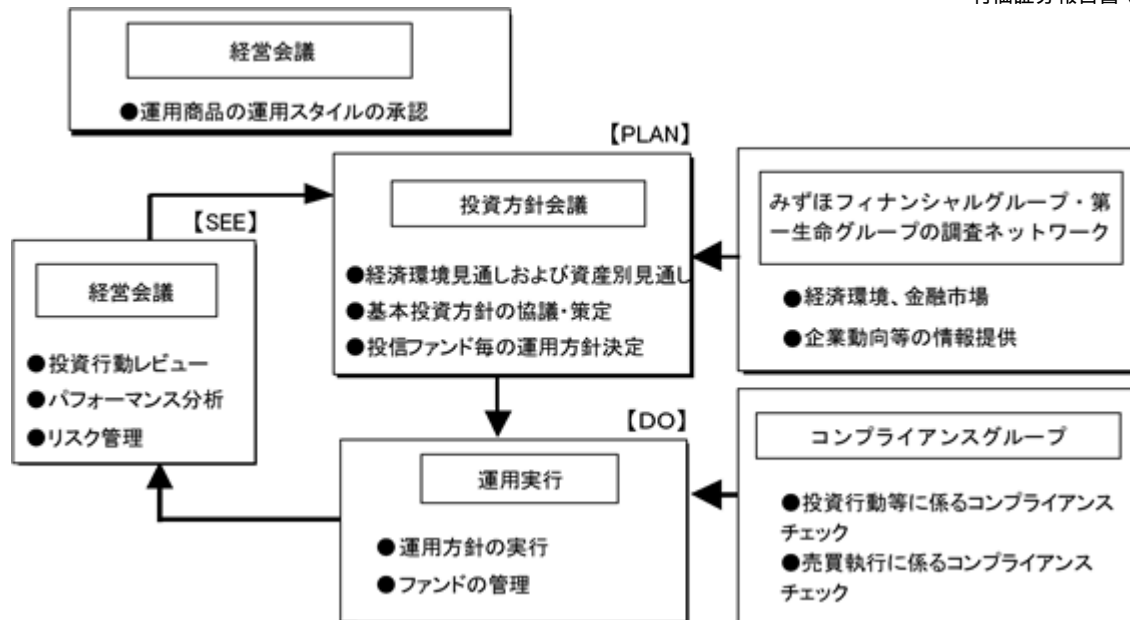 経営会議
●運用商品の運用スタイルの承認
【PLAN】
投資方針会議
●経済環境見通しおよび資産別見通し
●基本投資方針の協議・策定
●投信ファンド毎の運用方針決定
みずほフィナンシャルグループ・第
一生命グループの調査ネットワーク
●経済環境、金融市場
●企業動向等の情報提供
【SEE】
経営会議
●投資行動レビュー
●パフォーマンス分析
●リスク管理
【DO】
運用実行
●運用方針の実行
●ファンドの管理
コンプライアンスグループ
●投資行動等に係るコンプライアンス
チェック
●売買執行に係るコンプライアンス
チェック